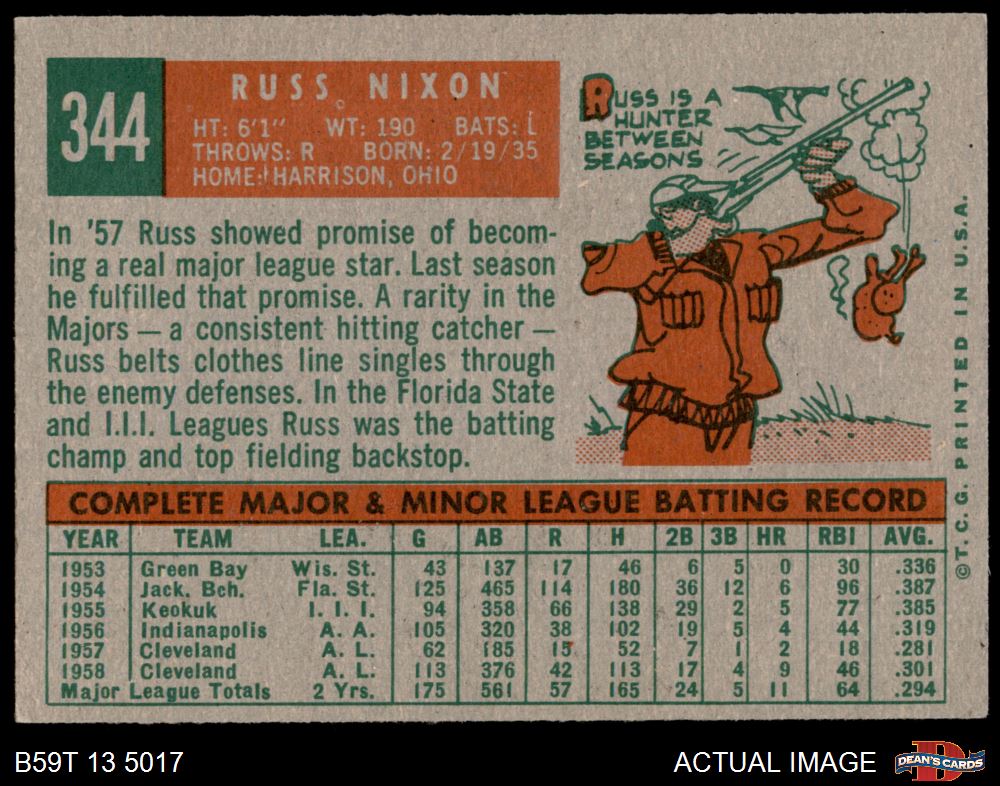 344
RUSS NIXON
HT: 6'1" WT: 190 BATS: L
THROWS: R BORN: 2/19/35
HOME: HARRISON, OHIO
RUSS IS A
HUNTER
BETWEEN
SEASONS
In '57 Russ showed promise of becom-
ing a real major league star. Last season
he fulfilled that promise. A rarity in the
Majors — a consistent hitting catcher —
Russ belts clothes line singles through
the enemy defenses. In the Florida State
and I.I.I. Leagues Russ was the batting
champ and top fielding backstop.
COMPLETE MAJOR & MINOR LEAGUE BATTING RECORD
YEAR TEAM LEA. G AB R H 2B 3B HR RBI AVG.
1953 Green Bay Wis. St. 43 137 17 46 6 5 0 30 .336
1954 Jack. Bch. Fla. St. 125 465 114 180 36 12 6 96 .387
1955 Keokuk I. I. I. 94 358 66 138 29 2 5 77 .385
1956 Indianapolis A. A. 105 320 38 102 19 5 4 44 .319
1957 Cleveland A. L. 62 185 15 52 7 1 2 18 .281
1958 Cleveland A. L. 113 376 42 113 17 4 9 46 .301
Major League Totals 2 Yrs. 175 561 57 165 24 5 11 64 .294
© T. C. G. PRINTED IN U.S.A.
B59T 13 5017
ACTUAL IMAGE
D
DEAN'S CARDS